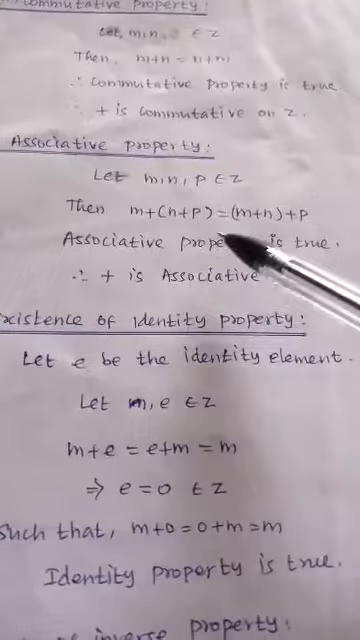 Commutative property:
Let, m, n, ∈ Z
Then, m+n = n+m
∴ Commutative property is true.
∴ + is commutative on Z.
Associative property:
Let m, n, p ∈ Z
Then m+(n+p)=(m+n)+p
Associative prope is true.
∴ + is Associative
xistence of Identity property:
Let e be the identity element.
Let m, e ∈ Z
m+e = e+m = m
⇒ e=0 ∈ Z
Such that, m+0=0+m=m
Identity property is true.
inverse property: